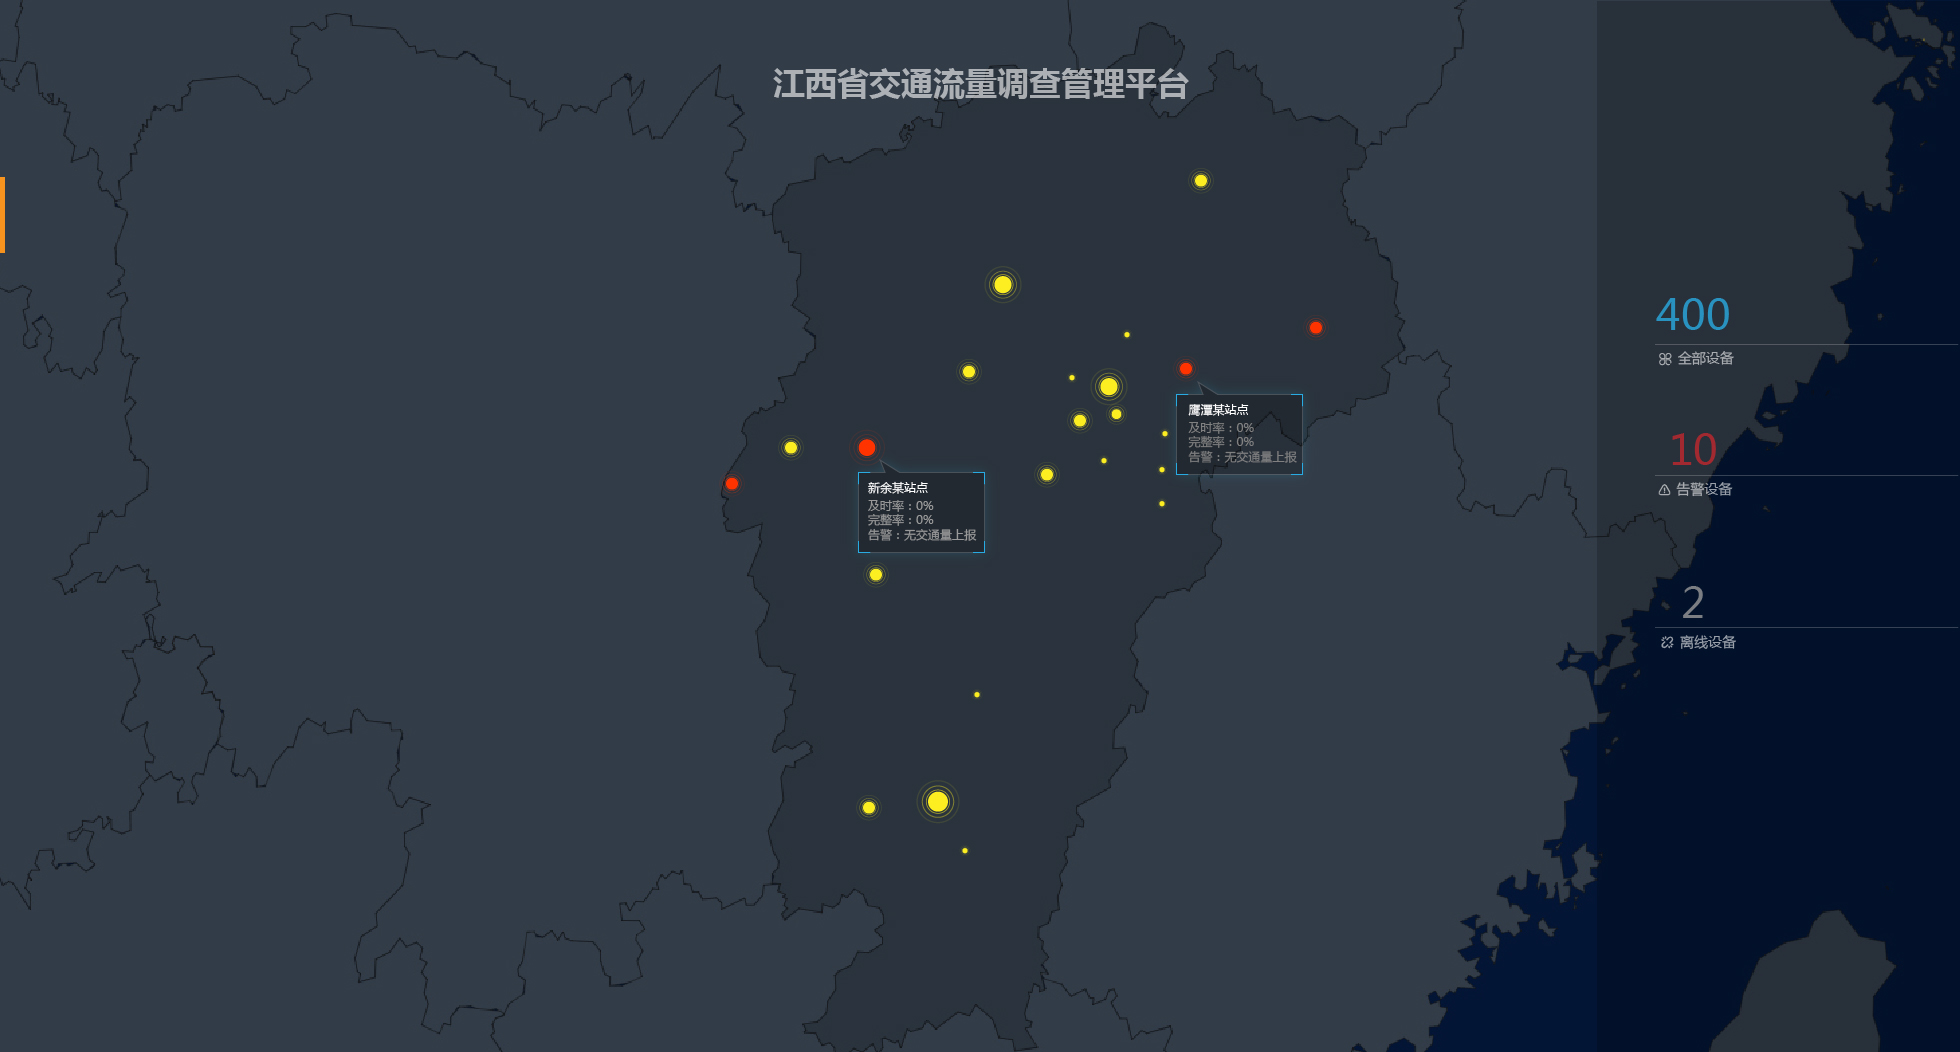 江西省交通流量调查管理平台
400
全部设备
鹰潭某站点
及时率：0%
完整率：0%
告警：无交通量上报
10
告警设备
新余某站点
及时率：0%
完整率：0%
告警：无交通量上报
2
离线设备